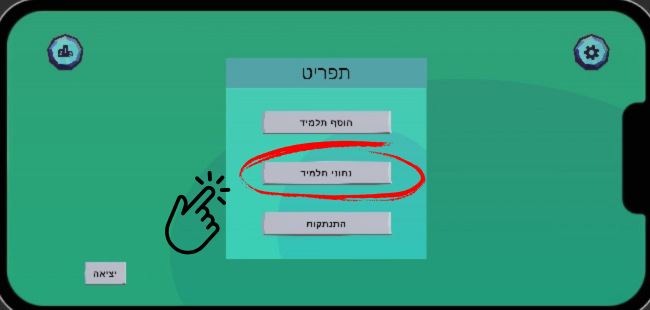 תפריט
הוסף תלמיד
נתוני תלמיד
התנתקות
יציאה